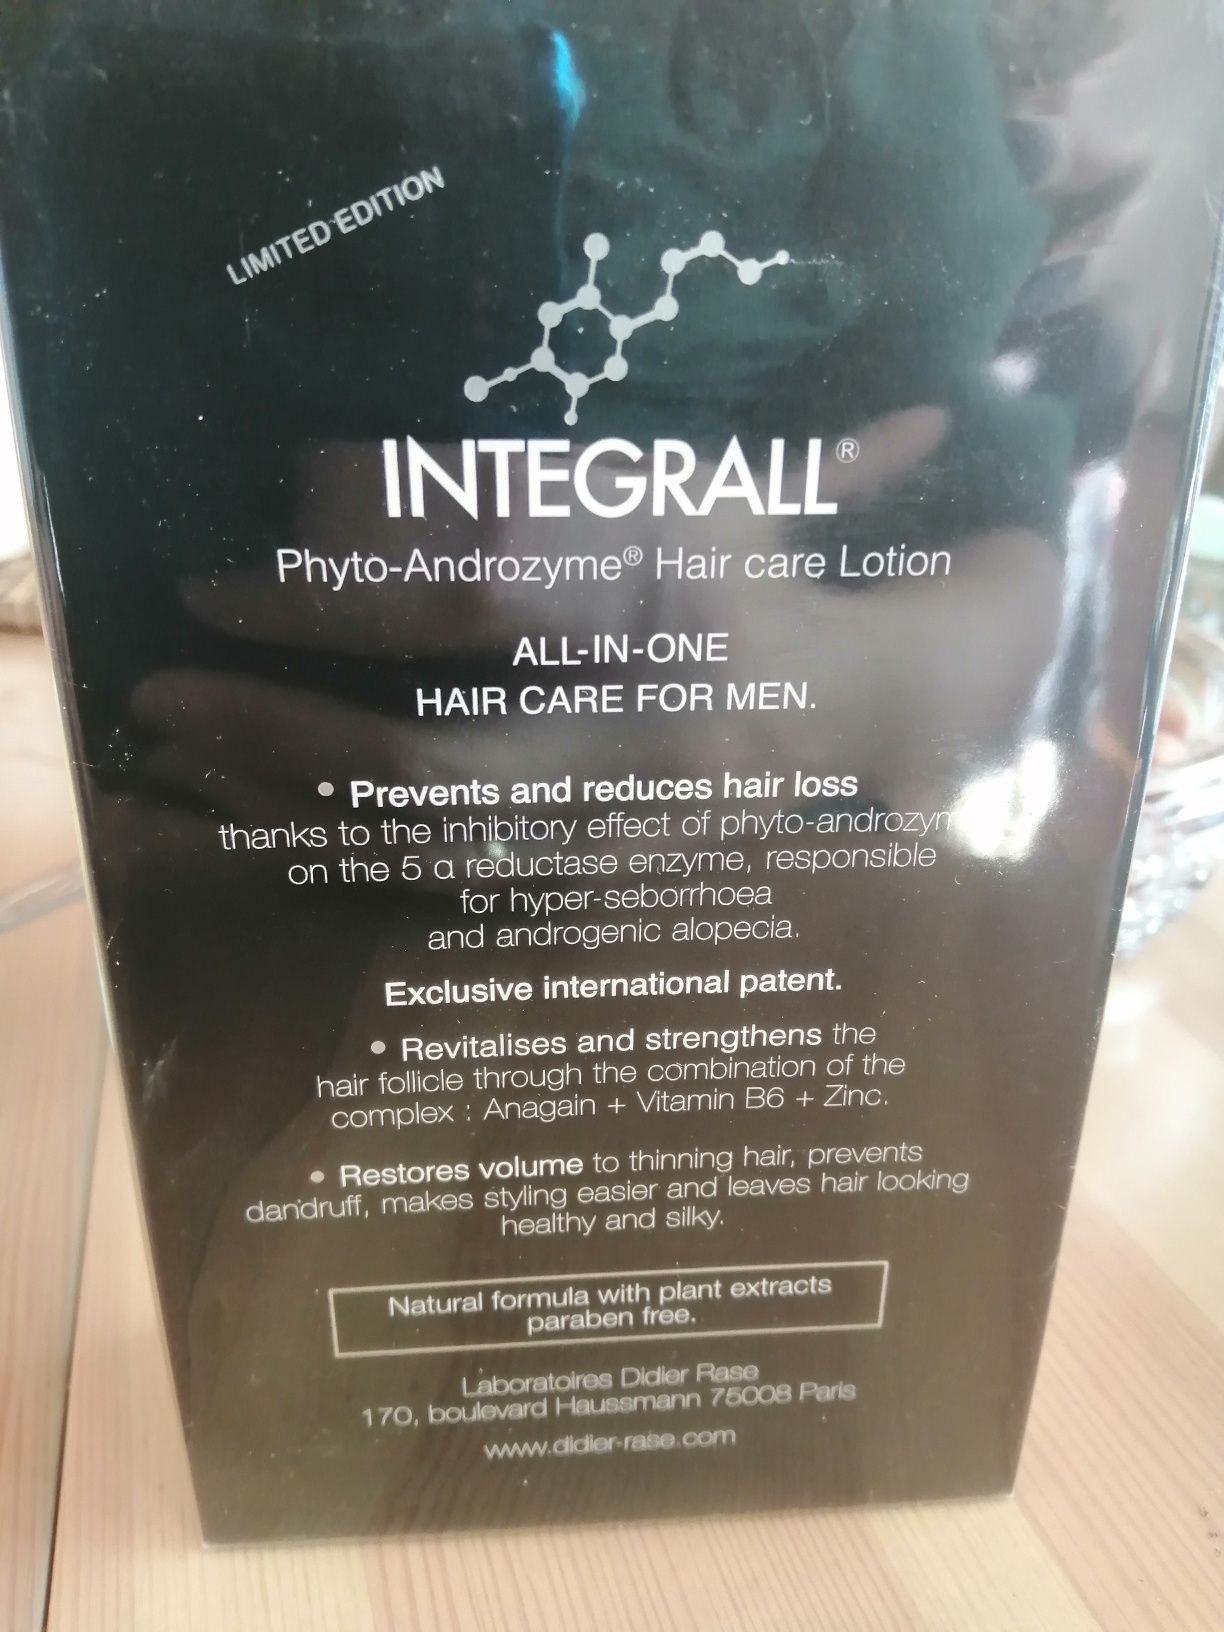 LIMITED EDITION
INTEGRALL®
Phyto-Androzyme® Hair care Lotion
ALL-IN-ONE
HAIR CARE FOR MEN.
• Prevents and reduces hair loss
thanks to the inhibitory effect of phyto-androzym
on the 5 α reductase enzyme, responsible
for hyper-seborrhoea
and androgenic alopecia.
Exclusive international patent.
• Revitalises and strengthens the
hair follicle through the combination of the
complex : Anagain + Vitamin B6 + Zinc.
• Restores volume to thinning hair, prevents
dandruff, makes styling easier and leaves hair looking
healthy and silky.
Natural formula with plant extracts
paraben free.
Laboratoires Didier Rase
170, boulevard Haussmann 75008 Paris
www.didier-rase.com